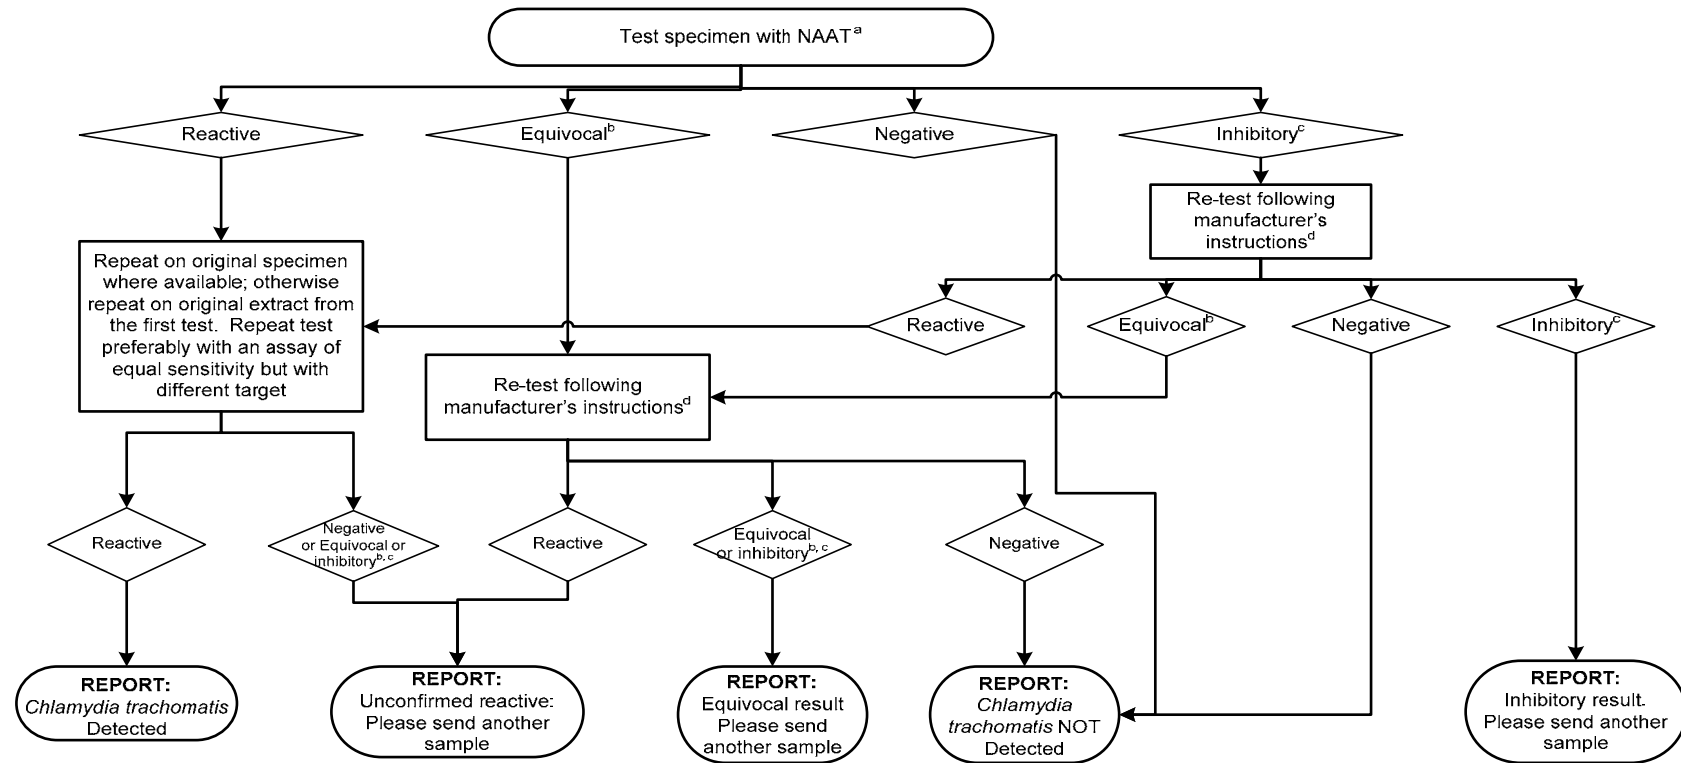 Test specimen with NAATa
Reactive
Equivocalb
Negative
Inhibitoryc
Re-test following
manufacturer's
instructionsd
Repeat on original specimen
where available; otherwise
repeat on original extract from
the first test. Repeat test
preferably with an assay of
equal sensitivity but with
different target
Reactive
Equivocalb
Negative
Inhibitoryc
Re-test following
manufacturer's instructionsd
Reactive
Negative
or Equivocal or
inhibitoryb, c
Reactive
Equivocal
or inhibitoryb, c
Negative
REPORT:
Chlamydia trachomatis
Detected
REPORT:
Unconfirmed reactive:
Please send another
sample
REPORT:
Equivocal result
Please send
another sample
REPORT:
Chlamydia
trachomatis NOT
Detected
REPORT:
Inhibitory result.
Please send another
sample